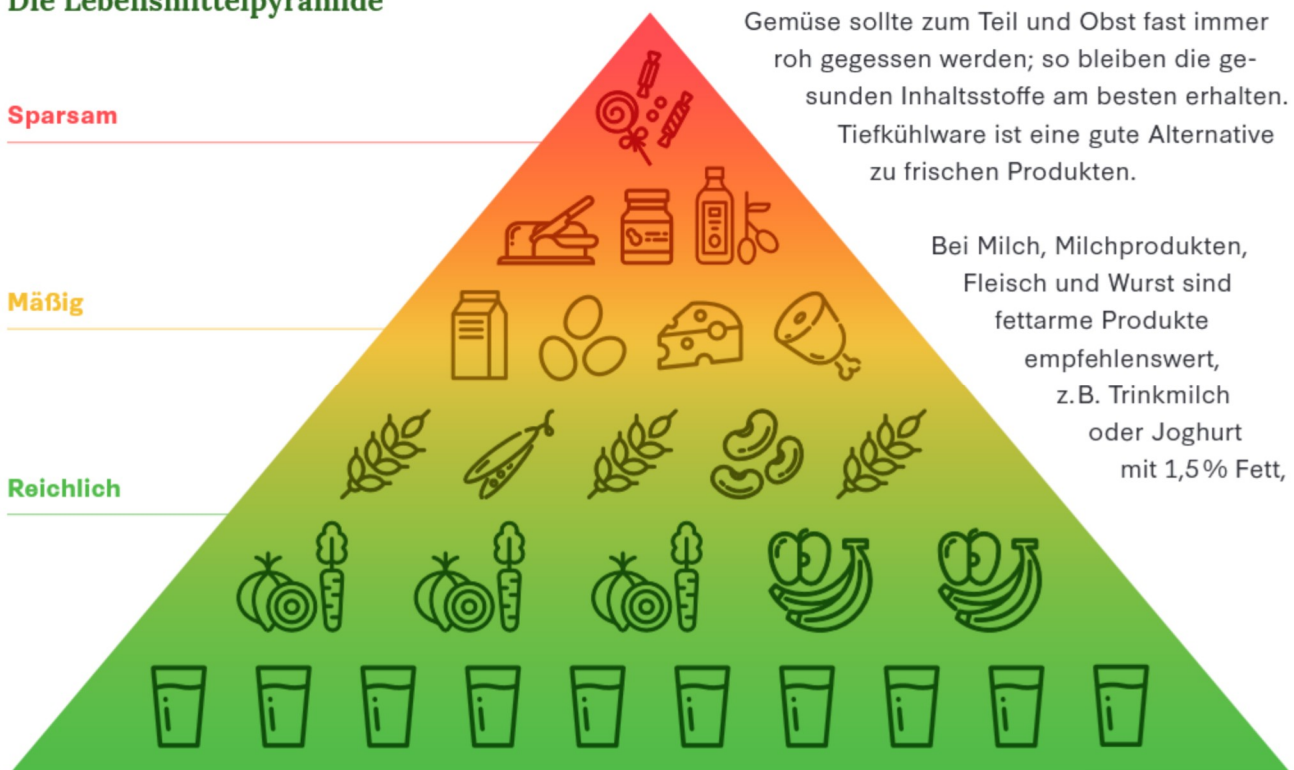 Die Lebensmittelpyramide
Sparsam
Mäßig
Reichlich
Gemüse sollte zum Teil und Obst fast immer
roh gegessen werden; so bleiben die ge-
sunden Inhaltsstoffe am besten erhalten.
Tiefkühlware ist eine gute Alternative
zu frischen Produkten.
Bei Milch, Milchprodukten,
Fleisch und Wurst sind
fettarme Produkte
empfehlenswert,
z.B. Trinkmilch
oder Joghurt
mit 1,5% Fett,